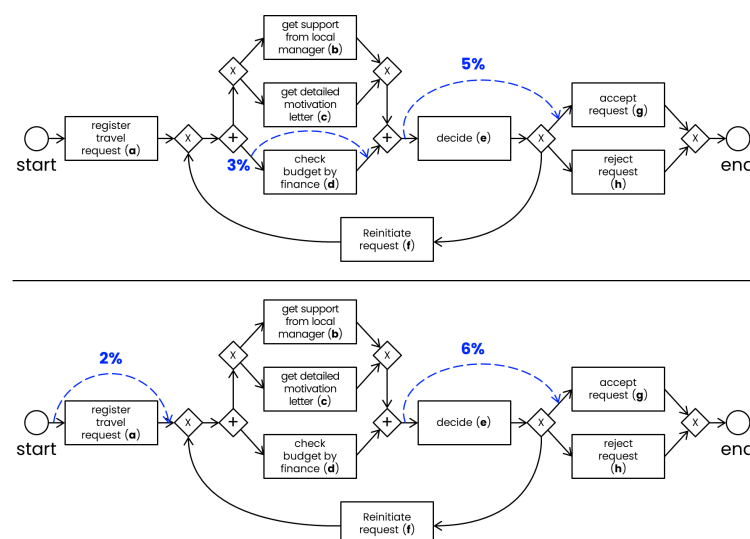 get support
from local
manager (b)
5%
X
X
get detailed
motivation
letter (c)
accept
request (g)
register
travel
request (a)
X
+
+
decide (e)
X
X
start
3%
check
budget by
finance (d)
reject
request
(h)
end
Reinitiate
request (f)
get support
from local
manager (b)
2%
6%
X
X
get detailed
motivation
letter (c)
accept
request (g)
register
travel
request (a)
X
+
+
decide (e)
X
X
start
check
budget by
finance (d)
reject
request
(h)
end
Reinitiate
request (f)